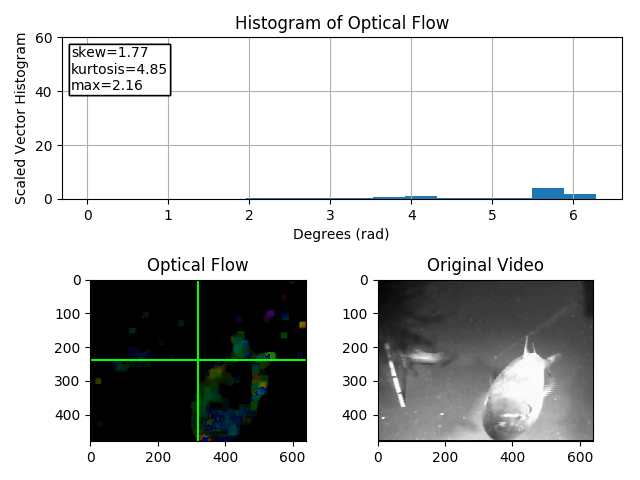 Histogram of Optical Flow
Scaled Vector Histogram
60
40
20
0
skew=1.77
kurtosis=4.85
max=2.16
0 1 2 3 4 5 6
Degrees (rad)
Optical Flow
0
100
200
300
400
0 200 400 600
Original Video
0
100
200
300
400
0 200 400 600